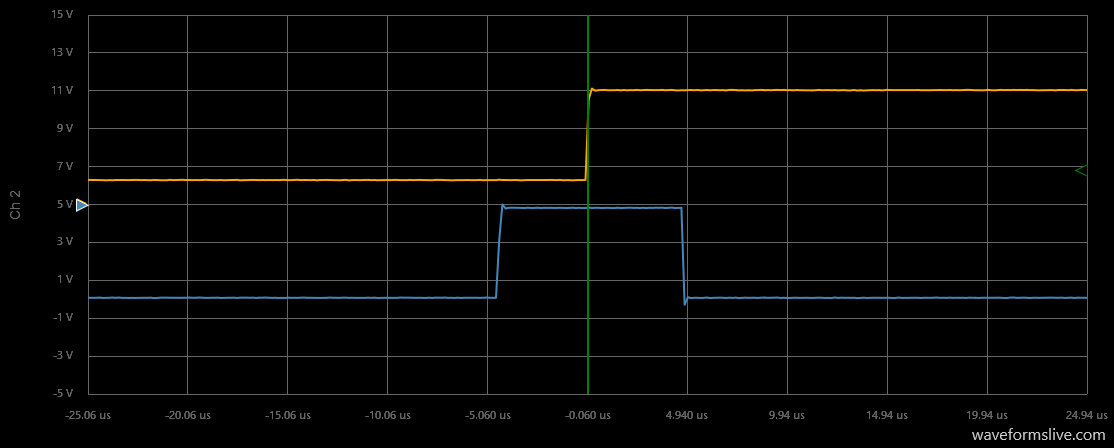 15 V
13 V
11 V
9 V
7 V
5 V
3 V
1 V
-1 V
-3 V
-5 V
Ch 2
-25.06 us -20.06 us -15.06 us -10.06 us -5.060 us -0.060 us 4.940 us 9.94 us 14.94 us 19.94 us 24.94 us
waveformslive.com